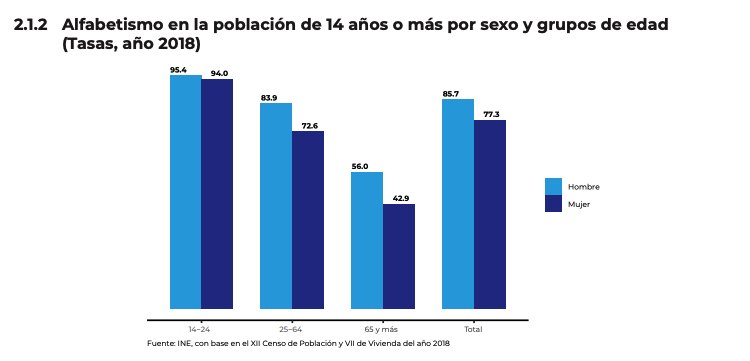 2.1.2 Alfabetismo en la población de 14 años o más por sexo y grupos de edad
(Tasas, año 2018)
95.4
94.0
83.9
72.6
56.0
42.9
85.7
77.3
Hombre
Mujer
14-24
25-64
65 y más
Total
Fuente: INE, con base en el XII Censo de Población y VII de Vivienda del año 2018